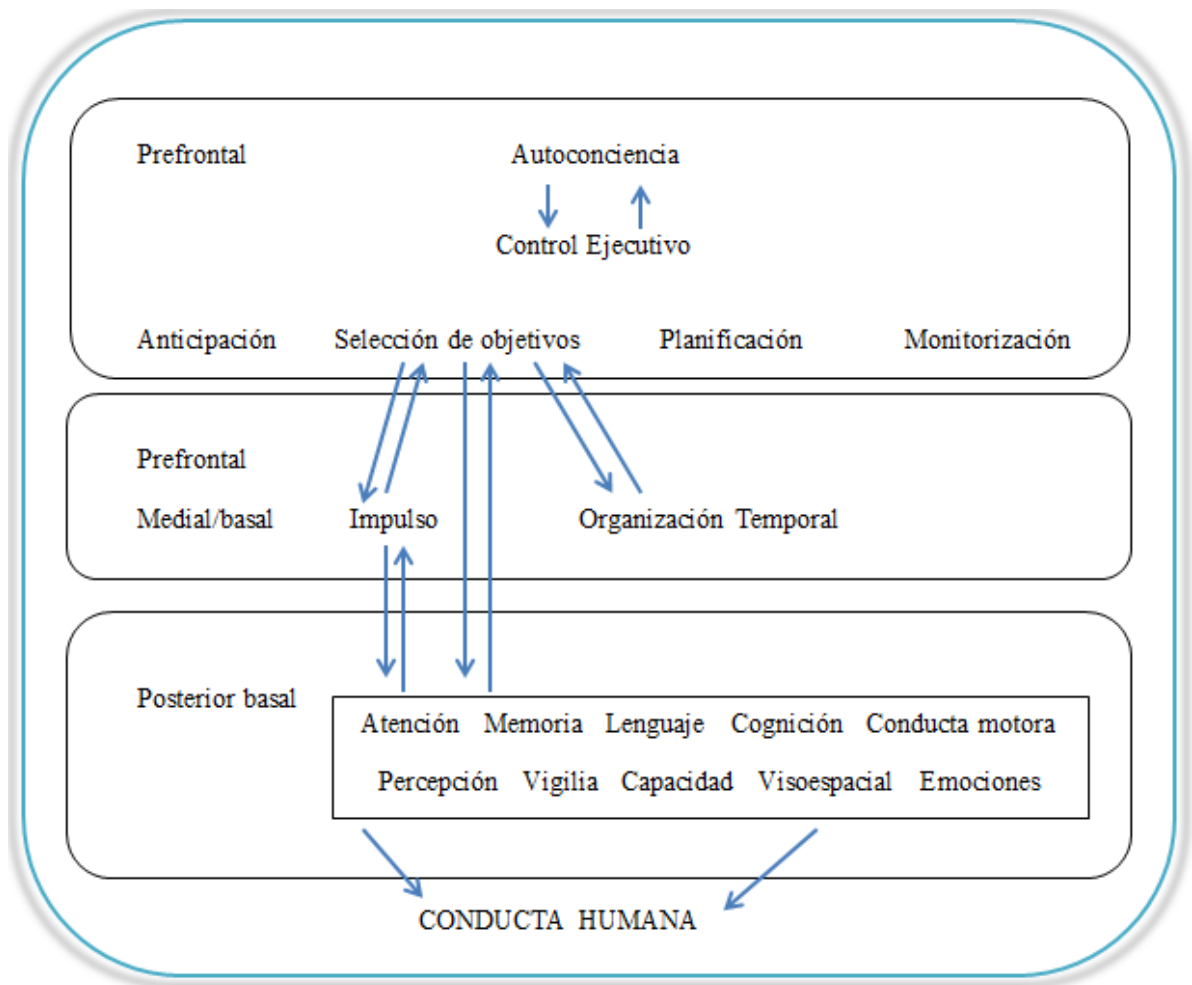 Prefrontal Autoconciencia
Control Ejecutivo
Anticipación Selección de objetivos Planificación Monitorización
Prefrontal
Medial/basal Impulso Organización Temporal
Posterior basal
Atención Memoria Lenguaje Cognición Conducta motora
Percepción Vigilia Capacidad Visoespacial Emociones
CONDUCTA HUMANA